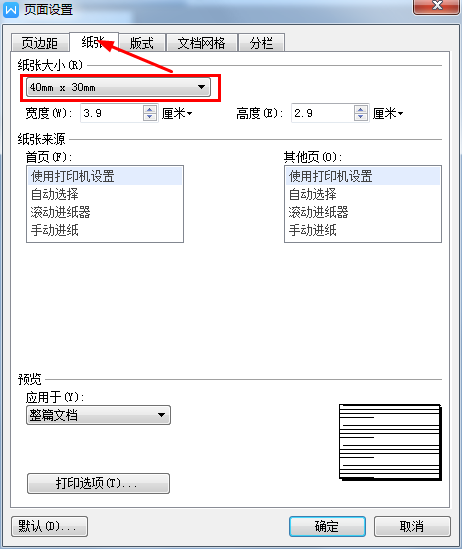 页面设置
页边距 纸张 版式 文档网格 分栏
纸张大小(R)
40mm x 30mm
宽度(W): 3.9 厘米 高度(E): 2.9 厘米
纸张来源
首页(F): 其他页(O):
使用打印机设置 使用打印机设置
自动选择 自动选择
滚动进纸器 滚动进纸器
手动进纸 手动进纸
预览
应用于(Y):
整篇文档
打印选项(T)...
默认(D)... 确定 取消